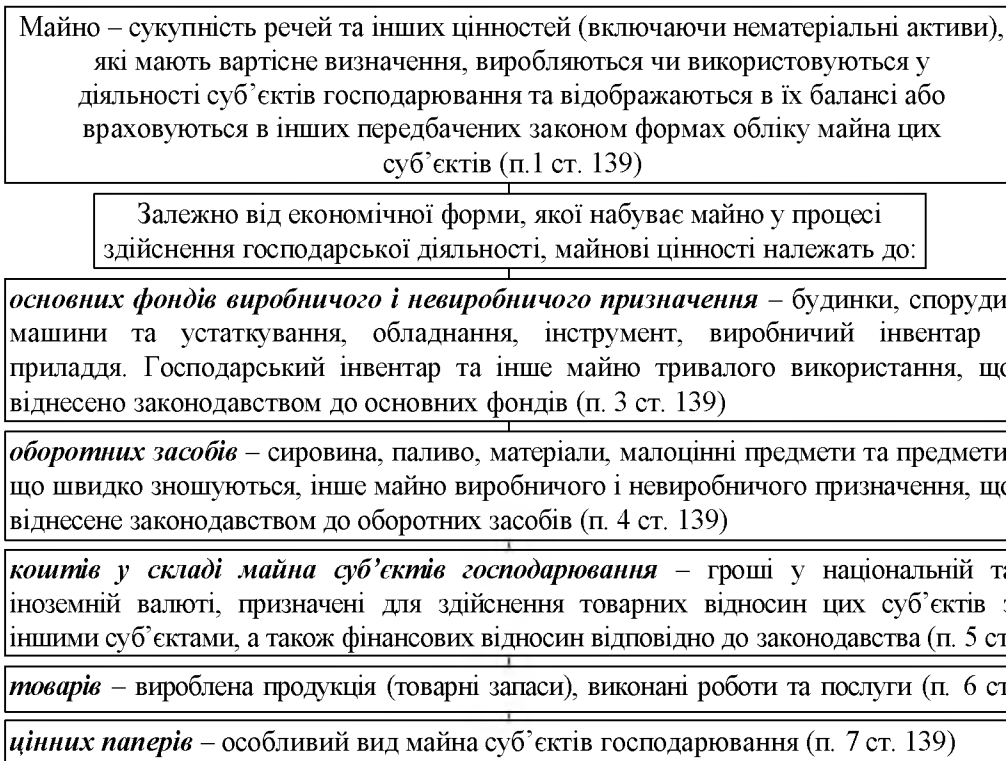 Майно – сукупність речей та інших цінностей (включаючи нематеріальні активи),
які мають вартісне визначення, виробляються чи використовуються у
діяльності суб’єктів господарювання та відображаються в їх балансі або
враховуються в інших передбачених законом формах обліку майна цих
суб’єктів (п.1 ст. 139)
Залежно від економічної форми, якої набуває майно у процесі
здійснення господарської діяльності, майнові цінності належать до:
основних фондів виробничого і невиробничого призначення – будинки, споруди
машини та устаткування, обладнання, інструмент, виробничий інвентар
приладдя. Господарський інвентар та інше майно тривалого використання, що
віднесено законодавством до основних фондів (п. 3 ст. 139)
оборотних засобів – сировина, паливо, матеріали, малоцінні предмети та предмети
що швидко зношуються, інше майно виробничого і невиробничого призначення, що
віднесене законодавством до оборотних засобів (п. 4 ст. 139)
коштів у складі майна суб’єктів господарювання – гроші у національній та
іноземній валюті, призначені для здійснення товарних відносин цих суб’єктів з
іншими суб’єктами, а також фінансових відносин відповідно до законодавства (п. 5 ст
товарів – вироблена продукція (товарні запаси), виконані роботи та послуги (п. 6 ст
цінних паперів – особливий вид майна суб’єктів господарювання (п. 7 ст. 139)